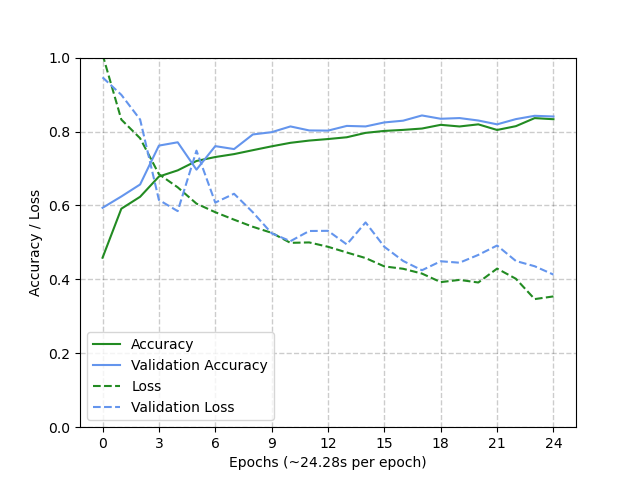 1.0
0.8
0.6
0.4
0.2
0.0
Accuracy / Loss
Accuracy
Validation Accuracy
Loss
Validation Loss
0 3 6 9 12 15 18 21 24
Epochs (~24.28s per epoch)